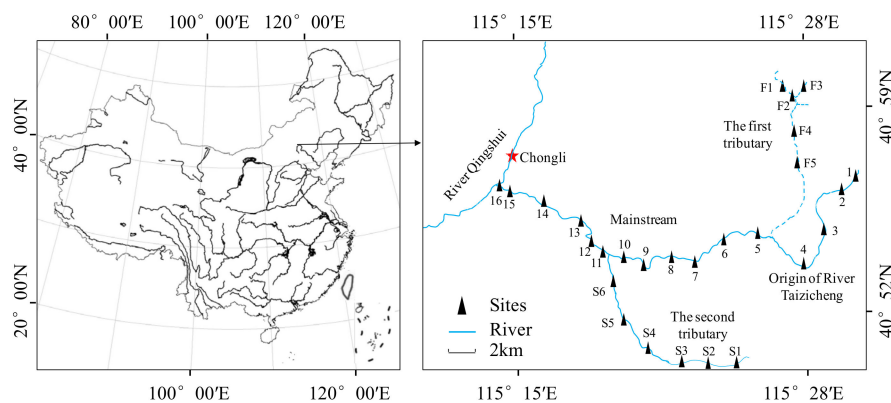 80° 00′E
100° 00′E
120° 00′E
115° 15′E
115° 28′E
40° 00′N
20° 00′N
100° 00′E
120° 00′E
River Qingshui
Chongli
F1
F3
F2
The first
tributary
F4
F5
1
2
3
4
Origin of River
Taizicheng
5
6
7
8
9
10
11
12
13
14
15
16
Mainstream
S6
S5
S4
S3
S2
S1
The second
tributary
Sites
River
2km
40° 59′N
40° 52′N
115° 15′E
115° 28′E